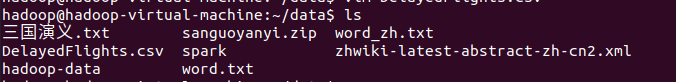 hadoop@hadoop-virtual-machine:~/data$ ls
三国演义.txt sanguoyanyi.zip word_zh.txt
DelayedFlights.csv spark zhwiki-latest-abstract-zh-cn2.xml
hadoop-data word.txt